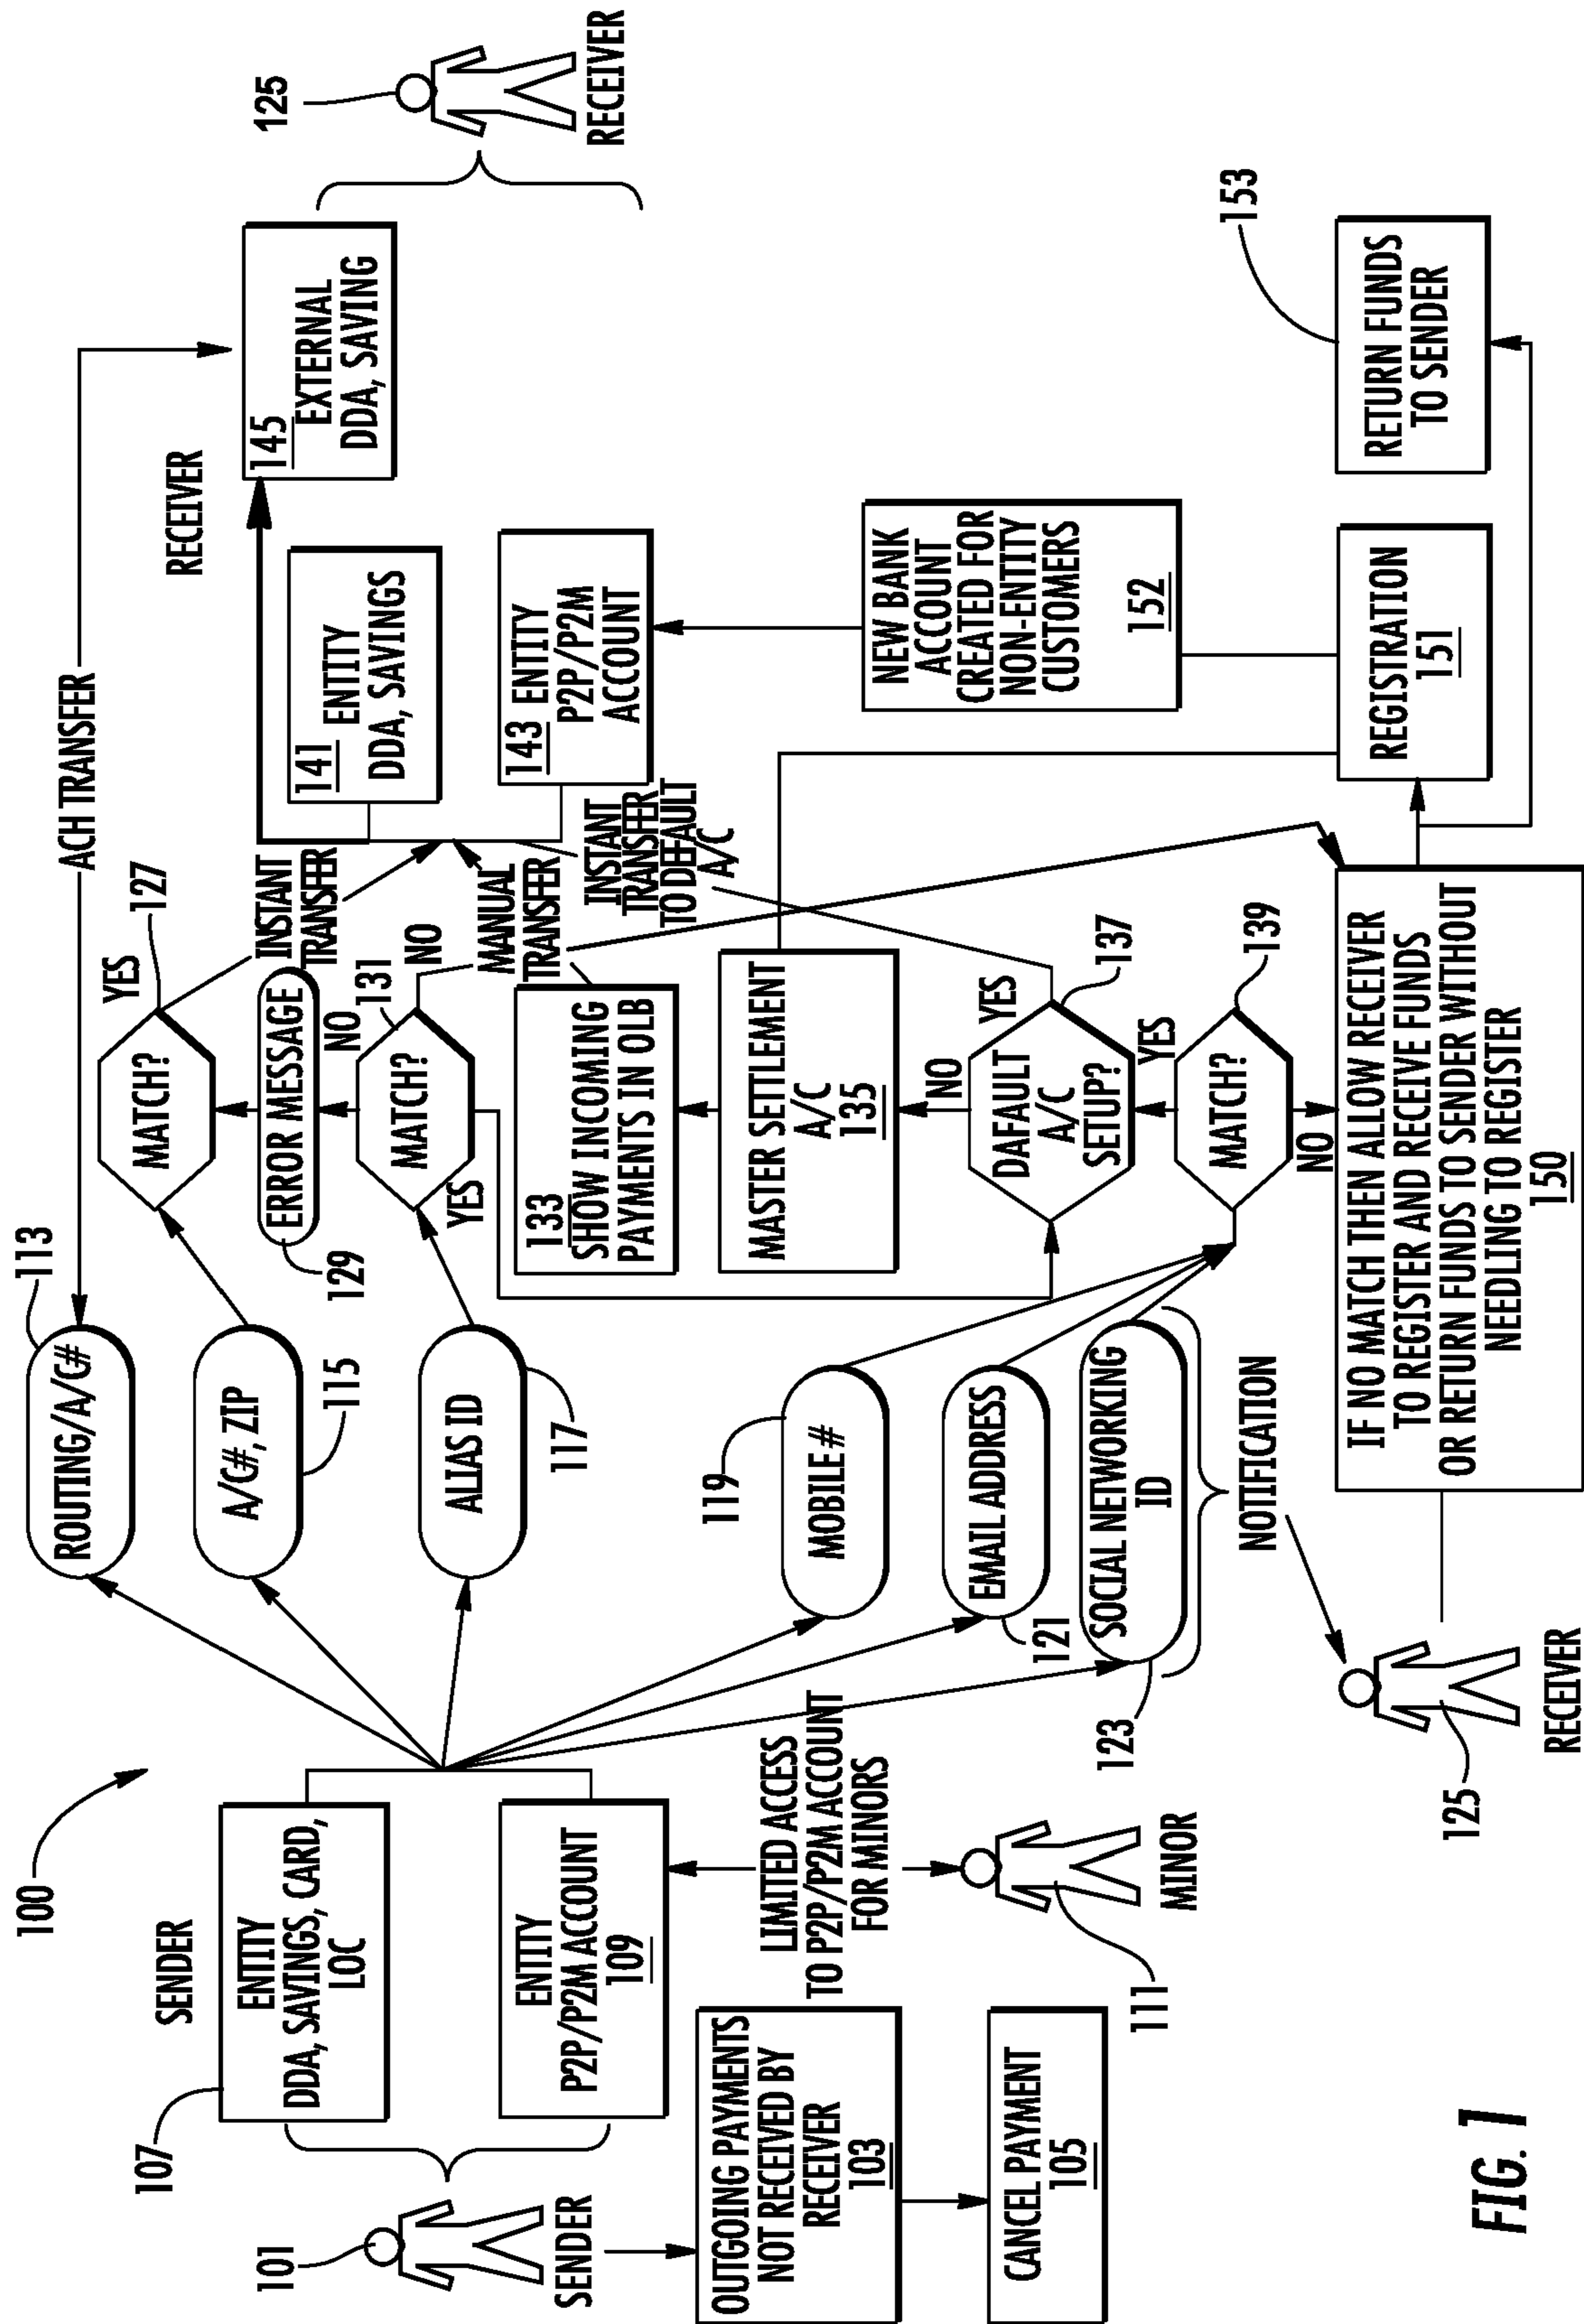 100
SENDER
107
ENTITY
DDA, SAVINGS, CARD,
LOC
ENTITY
P2P/P2M ACCOUNT
109
101
SENDER
OUTGOING PAYMENTS
NOT RECEIVED BY
RECEIVER
103
CANCEL PAYMENT
105
LIMITED ACCESS
TO P2P/P2M ACCOUNT
FOR MINORS
111
MINOR
113
ROUTING/A/C#
A/C#, ZIP
115
ALIAS ID
117
119
MOBILE #
EMAIL ADDRESS
121
SOCIAL NETWORKING
ID
123
NOTIFICATION
125
RECEIVER
ACH TRANSFER
MATCH?
YES
127
INSTANT
TRANSFER
ERROR MESSAGE
129
NO
131
MATCH?
YES
NO
MANUAL
TRANSFER
133
SHOW INCOMING
PAYMENTS IN OLB
MASTER SETTLEMENT
A/C
135
NO
DAFAULT
A/C
SETUP?
YES
137
INSTANT
TRANSFER
TO DEFAULT
A/C
YES
MATCH?
139
NO
IF NO MATCH THEN ALLOW RECEIVER
TO REGISTER AND RECEIVE FUNDS
OR RETURN FUNDS TO SENDER WITHOUT
NEEDLING TO REGISTER
150
RECEIVER
141 ENTITY
DDA, SAVINGS
143 ENTITY
P2P/P2M
ACCOUNT
145
EXTERNAL
DDA, SAVING
125
RECEIVER
NEW BANK
ACCOUNT
CREATED FOR
NON-ENTITY
CUSTOMERS
152
REGISTRATION
151
153
RETURN FUNDS
TO SENDER
FIG. 1